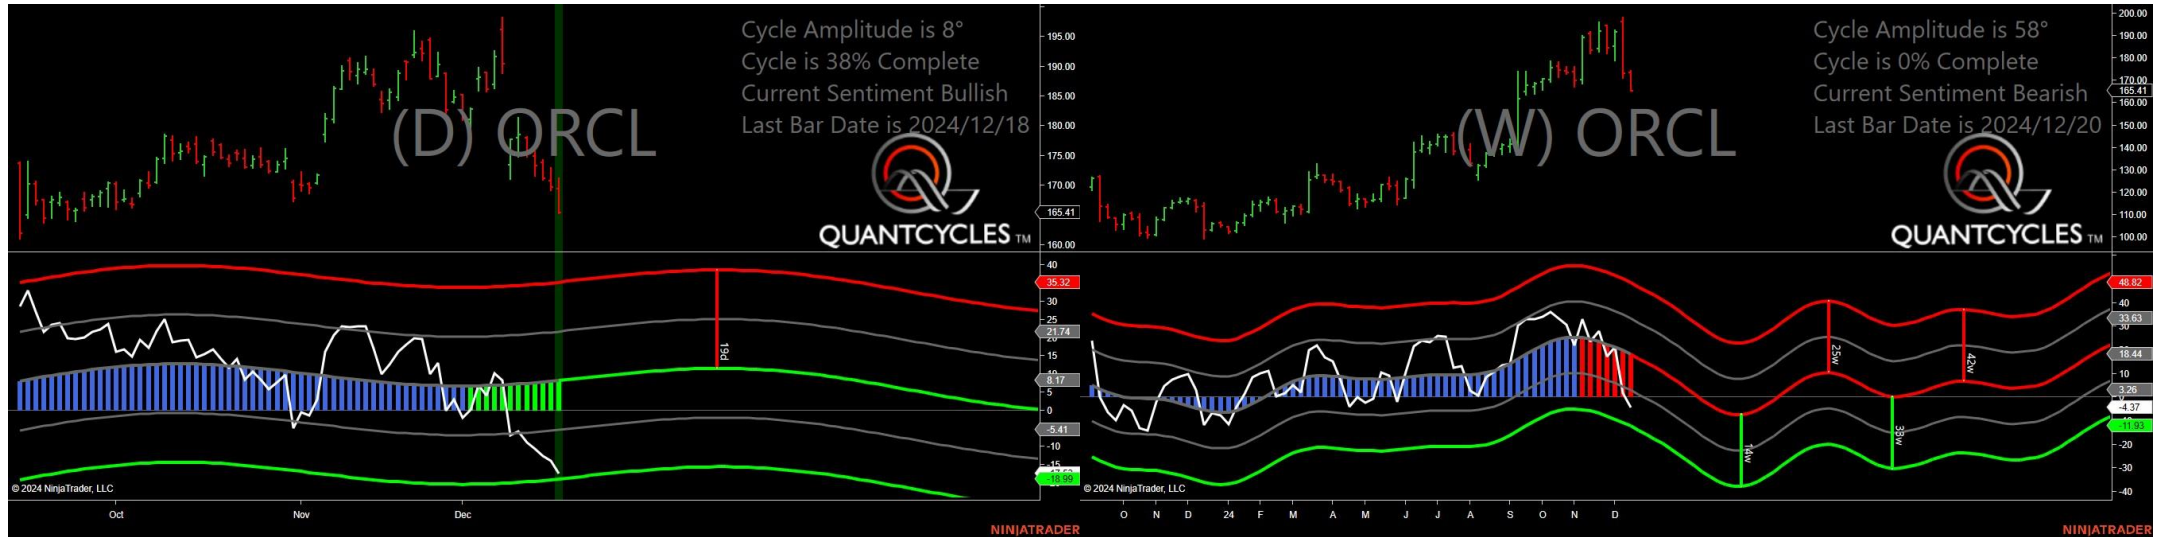 Cycle Amplitude is 8°
Cycle is 38% Complete
Current Sentiment Bullish
Last Bar Date is 2024/12/18
(D) ORCL
QUANTCYCLES TM
195.00
190.00
185.00
180.00
175.00
170.00
165.41
160.00
40
35.32
30
25
21.74
20
15
10
8.17
5
0
-5.41
-10
-15
-18.99
19d
© 2024 NinjaTrader, LLC
Oct
Nov
Dec
NINJATRADER
Cycle Amplitude is 58°
Cycle is 0% Complete
Current Sentiment Bearish
Last Bar Date is 2024/12/20
(W) ORCL
QUANTCYCLES TM
200.00
190.00
180.00
170.00
165.41
160.00
150.00
140.00
130.00
120.00
110.00
100.00
48.82
40
33.63
30
18.44
10
3.26
-4.37
-11.93
-20
-30
-40
14w
25w
38w
42w
© 2024 NinjaTrader, LLC
O N D 24 F M A M J J A S O N D
NINJATRADER